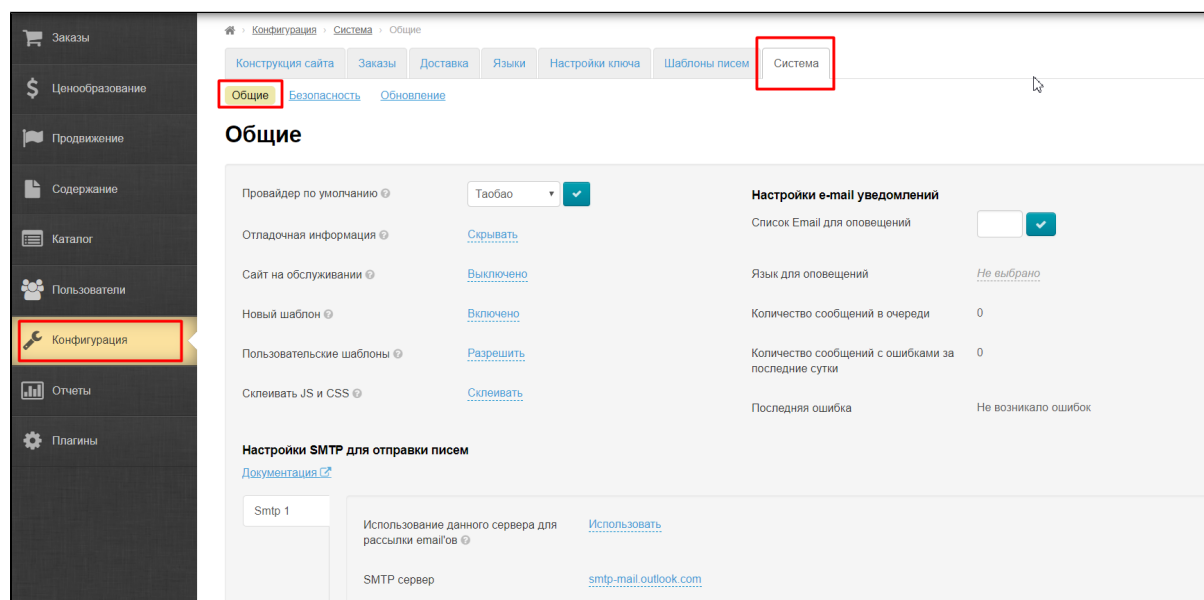 Заказы
Ценообразование
Продвижение
Содержание
Каталог
Пользователи
Конфигурация
Отчеты
Плагины
Конфигурация › Система › Общие
Конструкция сайта Заказы Доставка Языки Настройки ключа Шаблоны писем Система
Общие Безопасность Обновление
Общие
Провайдер по умолчанию Таобао
Отладочная информация Скрывать
Сайт на обслуживании Выключено
Новый шаблон Включено
Пользовательские шаблоны Разрешить
Склеивать JS и CSS Склеивать
Настройки e-mail уведомлений
Список Email для оповещений
Язык для оповещений Не выбрано
Количество сообщений в очереди 0
Количество сообщений с ошибками за 0
последние сутки
Последняя ошибка Не возникало ошибок
Настройки SMTP для отправки писем
Документация
Smtp 1
Использование данного сервера для Использовать
рассылки email'ов
SMTP сервер smtp-mail.outlook.com